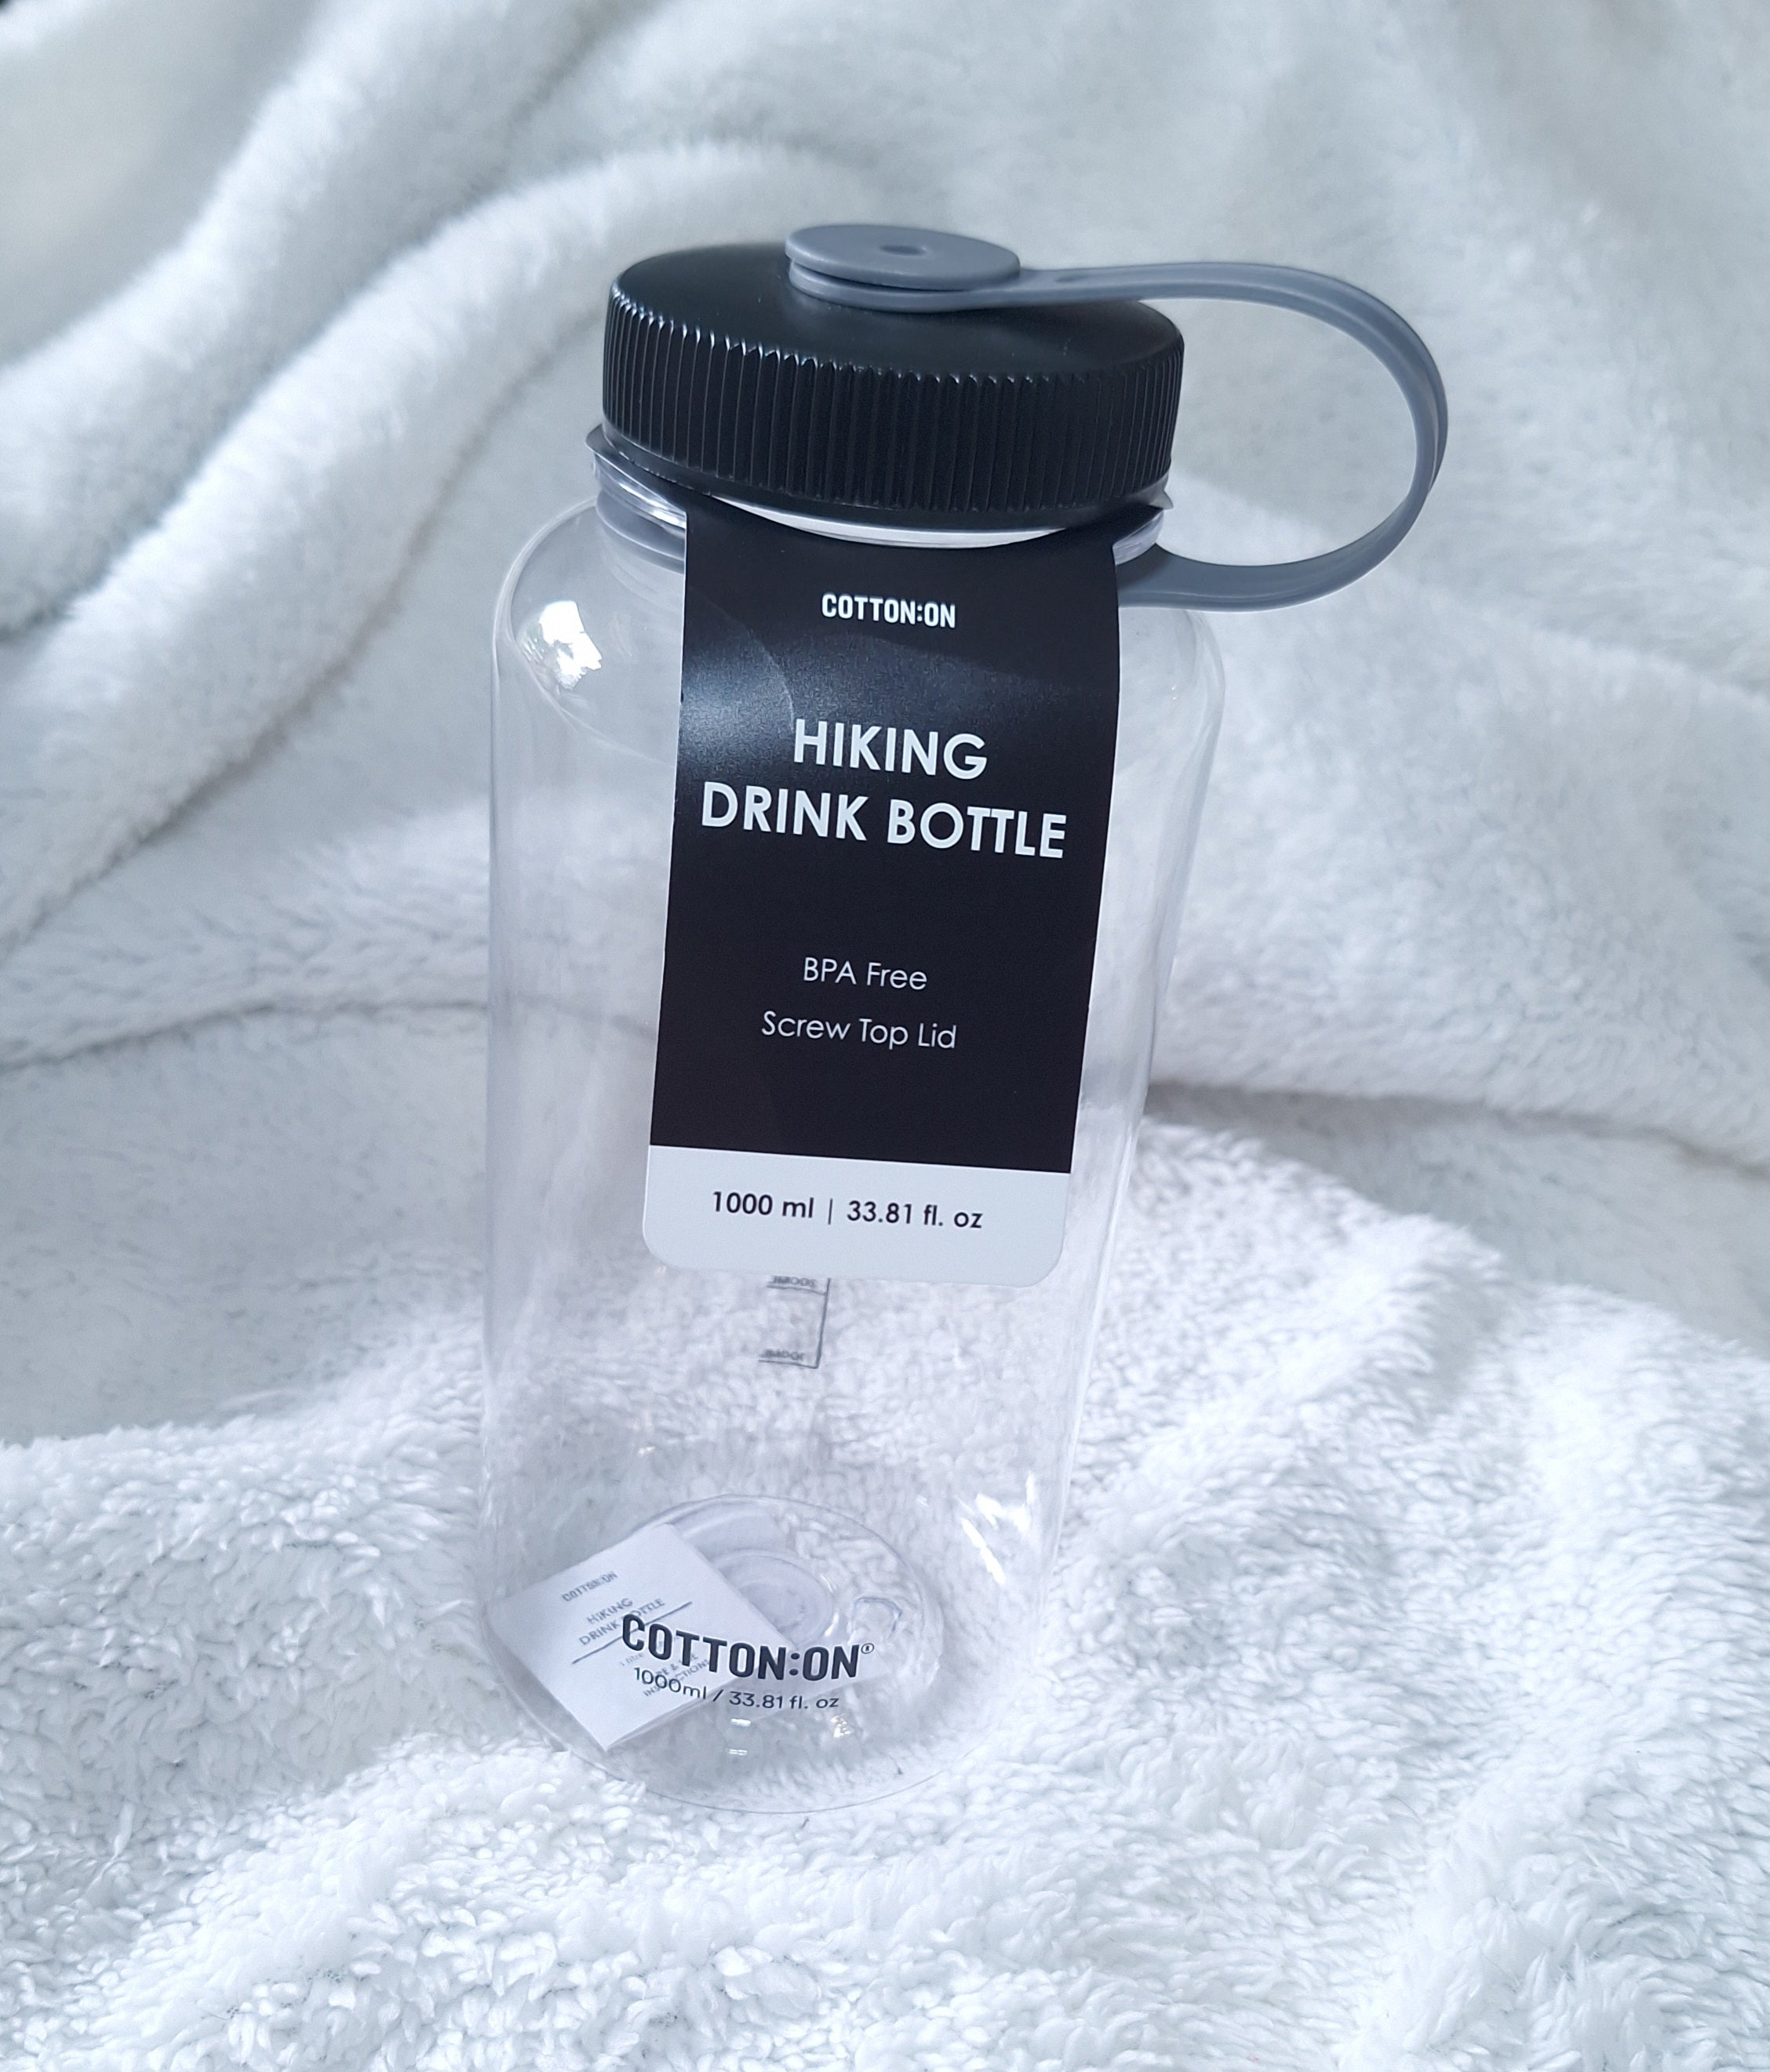 COTTON:ON
HIKING
DRINK BOTTLE
BPA Free
Screw Top Lid
1000 ml | 33.81 fl. oz
COTTON:ON
HIKING
DRINK BOTTLE
COTTON:ON®
1000ml / 33.81 fl. oz